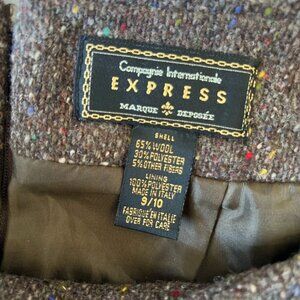 Compagnie Internationale
EXPRESS
MARQUE DEPOSÉE
SHELL
65% WOOL
30% POLYESTER
5% OTHER FIBERS
LINING
100% POLYESTER
MADE IN ITALY
9/10
FABRIQUE EN ITALIE
OVER FOR CARE